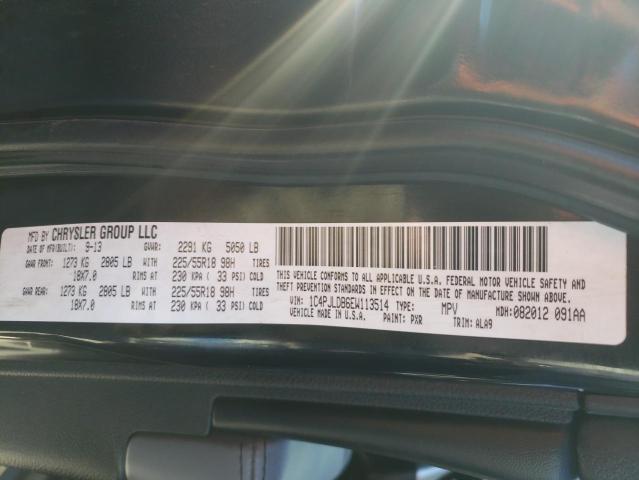 MFD BY CHRYSLER GROUP LLC
DATE OF MFG(BUILT): 9-13 GVWR: 2291 KG 5050 LB
GAWR FRONT: 1273 KG 2805 LB WITH 225/55R18 98H TIRES
18X7.0 RIMS AT 230 KPA ( 33 PSI) COLD
GAWR REAR: 1273 KG 2805 LB WITH 225/55R18 98H TIRES
18X7.0 RIMS AT 230 KPA ( 33 PSI) COLD
THIS VEHICLE CONFORMS TO ALL APPLICABLE U.S.A. FEDERAL MOTOR VEHICLE SAFETY AND
THEFT PREVENTION STANDARDS IN EFFECT ON THE DATE OF MANUFACTURE SHOWN ABOVE.
VIN: 1C4PJLDB6EW113514 TYPE: MPV MDH: 082012 091AA
VEHICLE MADE IN U.S.A. PAINT: PXR TRIM: ALA9